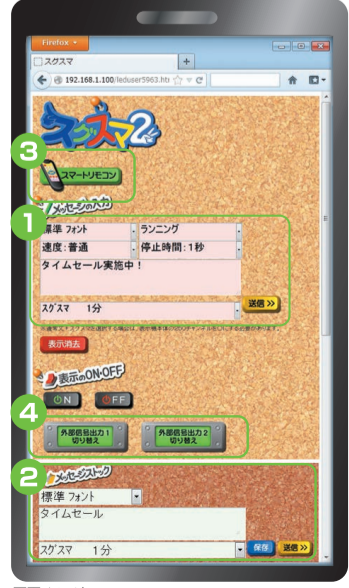 Firefox
スグスマ
192.168.1.100/leduser5963.ht
スグスマ2
3
スマートリモコン
メッセージの入力
1
標準 フォント
ランニング
速度:普通
停止時間:1秒
タイムセール実施中!
スグスマ 1分
送信
表示消去
表示のON・OFF
ON
OFF
4
外部信号出力1
切り替え
外部信号出力2
切り替え
2
メッセージストック
標準 フォント
タイムセール
スグスマ 1分
保存
送信